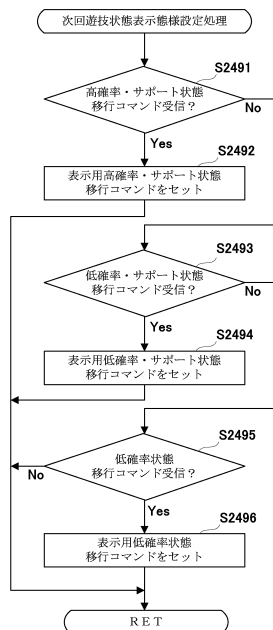 次回遊技状態表示態様設定処理
S2491
高確率・サポート状態
移行コマンド受信？
No
Yes
S2492
表示用高確率・サポート状態
移行コマンドをセット
S2493
低確率・サポート状態
移行コマンド受信？
No
Yes
S2494
表示用低確率・サポート状態
移行コマンドをセット
S2495
低確率状態
移行コマンド受信？
No
Yes
S2496
表示用低確率状態
移行コマンドをセット
RET